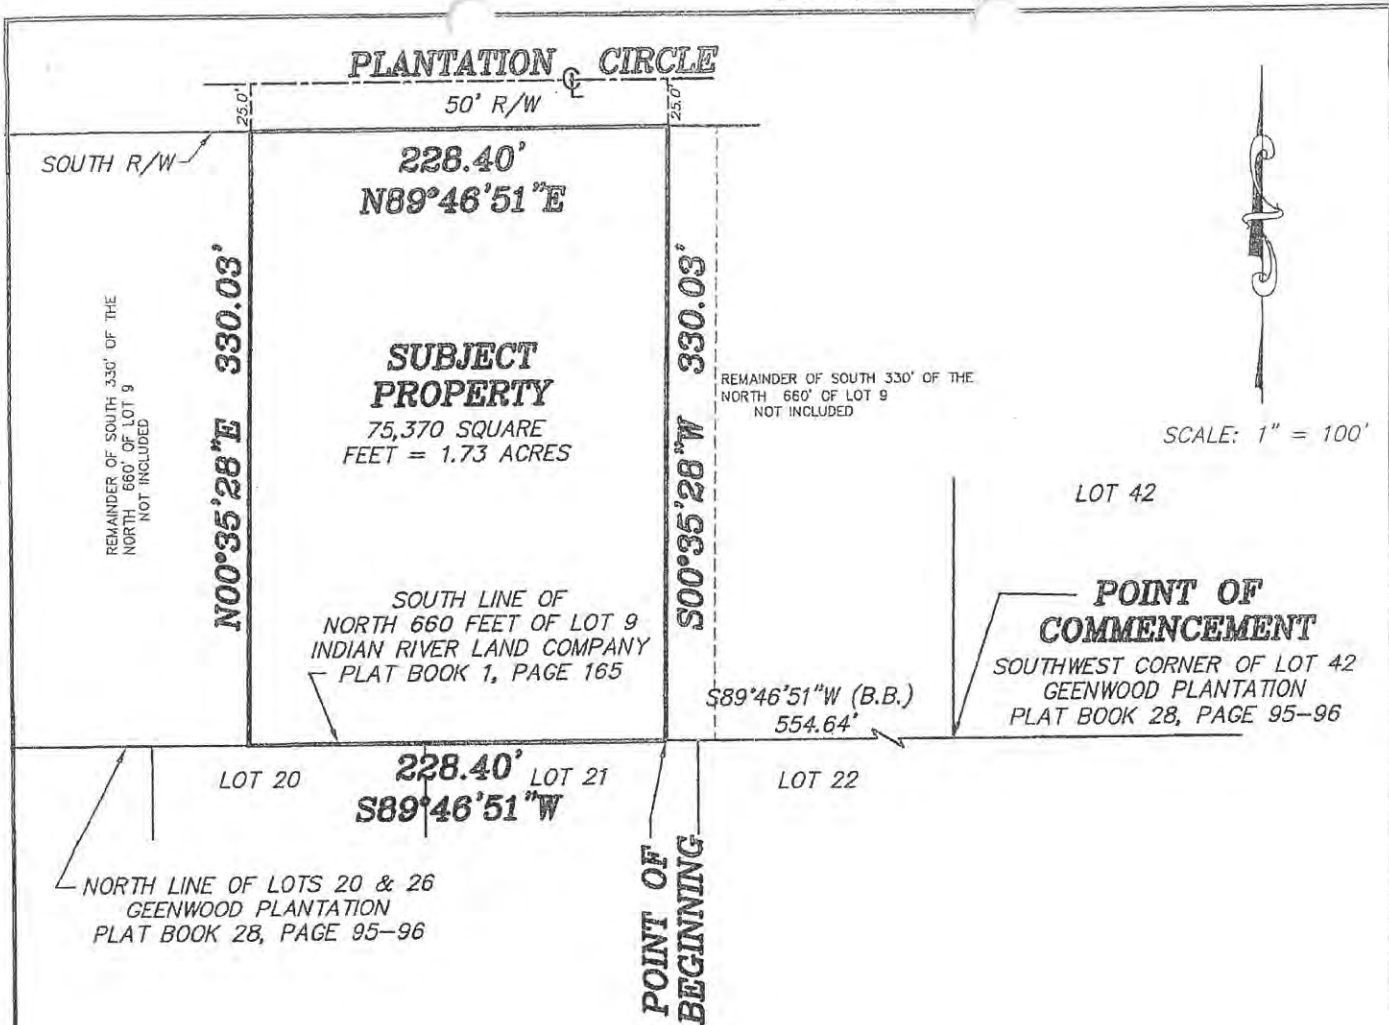 PLANTATION CIRCLE
25.0'
50' R/W
25.0'
SOUTH R/W
228.40'
N89°46'51"E
N00°35'28"E 330.03'
S00°35'28"W 330.03'
REMAINDER OF SOUTH 330' OF THE
NORTH 660' OF LOT 9
NOT INCLUDED
SUBJECT
PROPERTY
75,370 SQUARE
FEET = 1.73 ACRES
REMAINDER OF SOUTH 330' OF THE
NORTH 660' OF LOT 9
NOT INCLUDED
SCALE: 1" = 100'
LOT 42
SOUTH LINE OF
NORTH 660 FEET OF LOT 9
INDIAN RIVER LAND COMPANY
PLAT BOOK 1, PAGE 165
POINT OF
COMMENCEMENT
SOUTHWEST CORNER OF LOT 42
GEENWOOD PLANTATION
PLAT BOOK 28, PAGE 95-96
S89°46'51"W (B.B.)
554.64'
LOT 20
228.40'
LOT 21
S89°46'51"W
LOT 22
NORTH LINE OF LOTS 20 & 26
GEENWOOD PLANTATION
PLAT BOOK 28, PAGE 95-96
POINT OF
BEGINNING